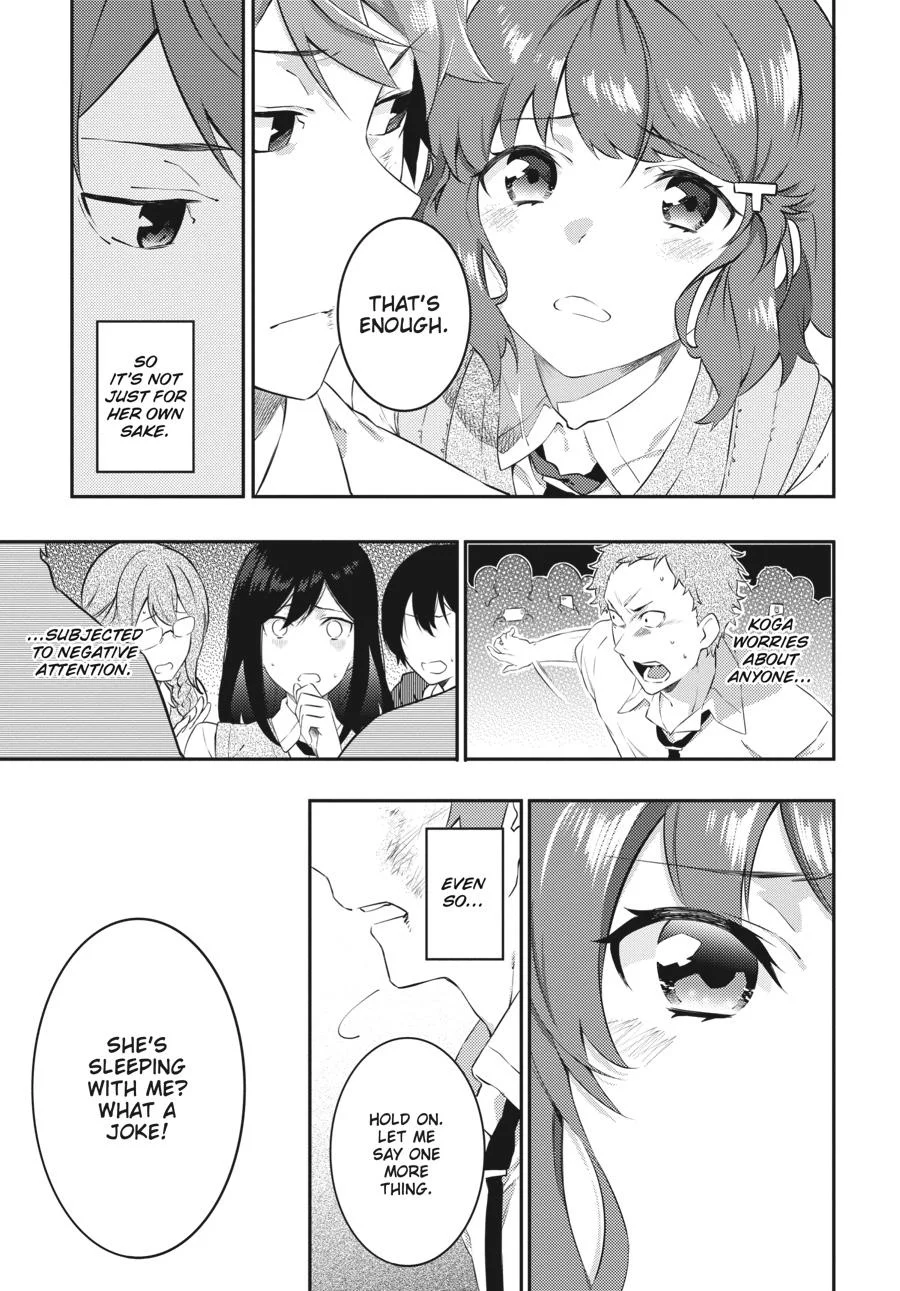 THAT'S
ENOUGH.
SO
IT'S NOT
JUST FOR
HER OWN
SAKE.
KOGA
WORRIES
ABOUT
ANYONE...
...SUBJECTED
TO NEGATIVE
ATTENTION.
EVEN
SO...
HOLD ON.
LET ME
SAY ONE
MORE
THING.
SHE'S
SLEEPING
WITH ME?
WHAT A
JOKE!